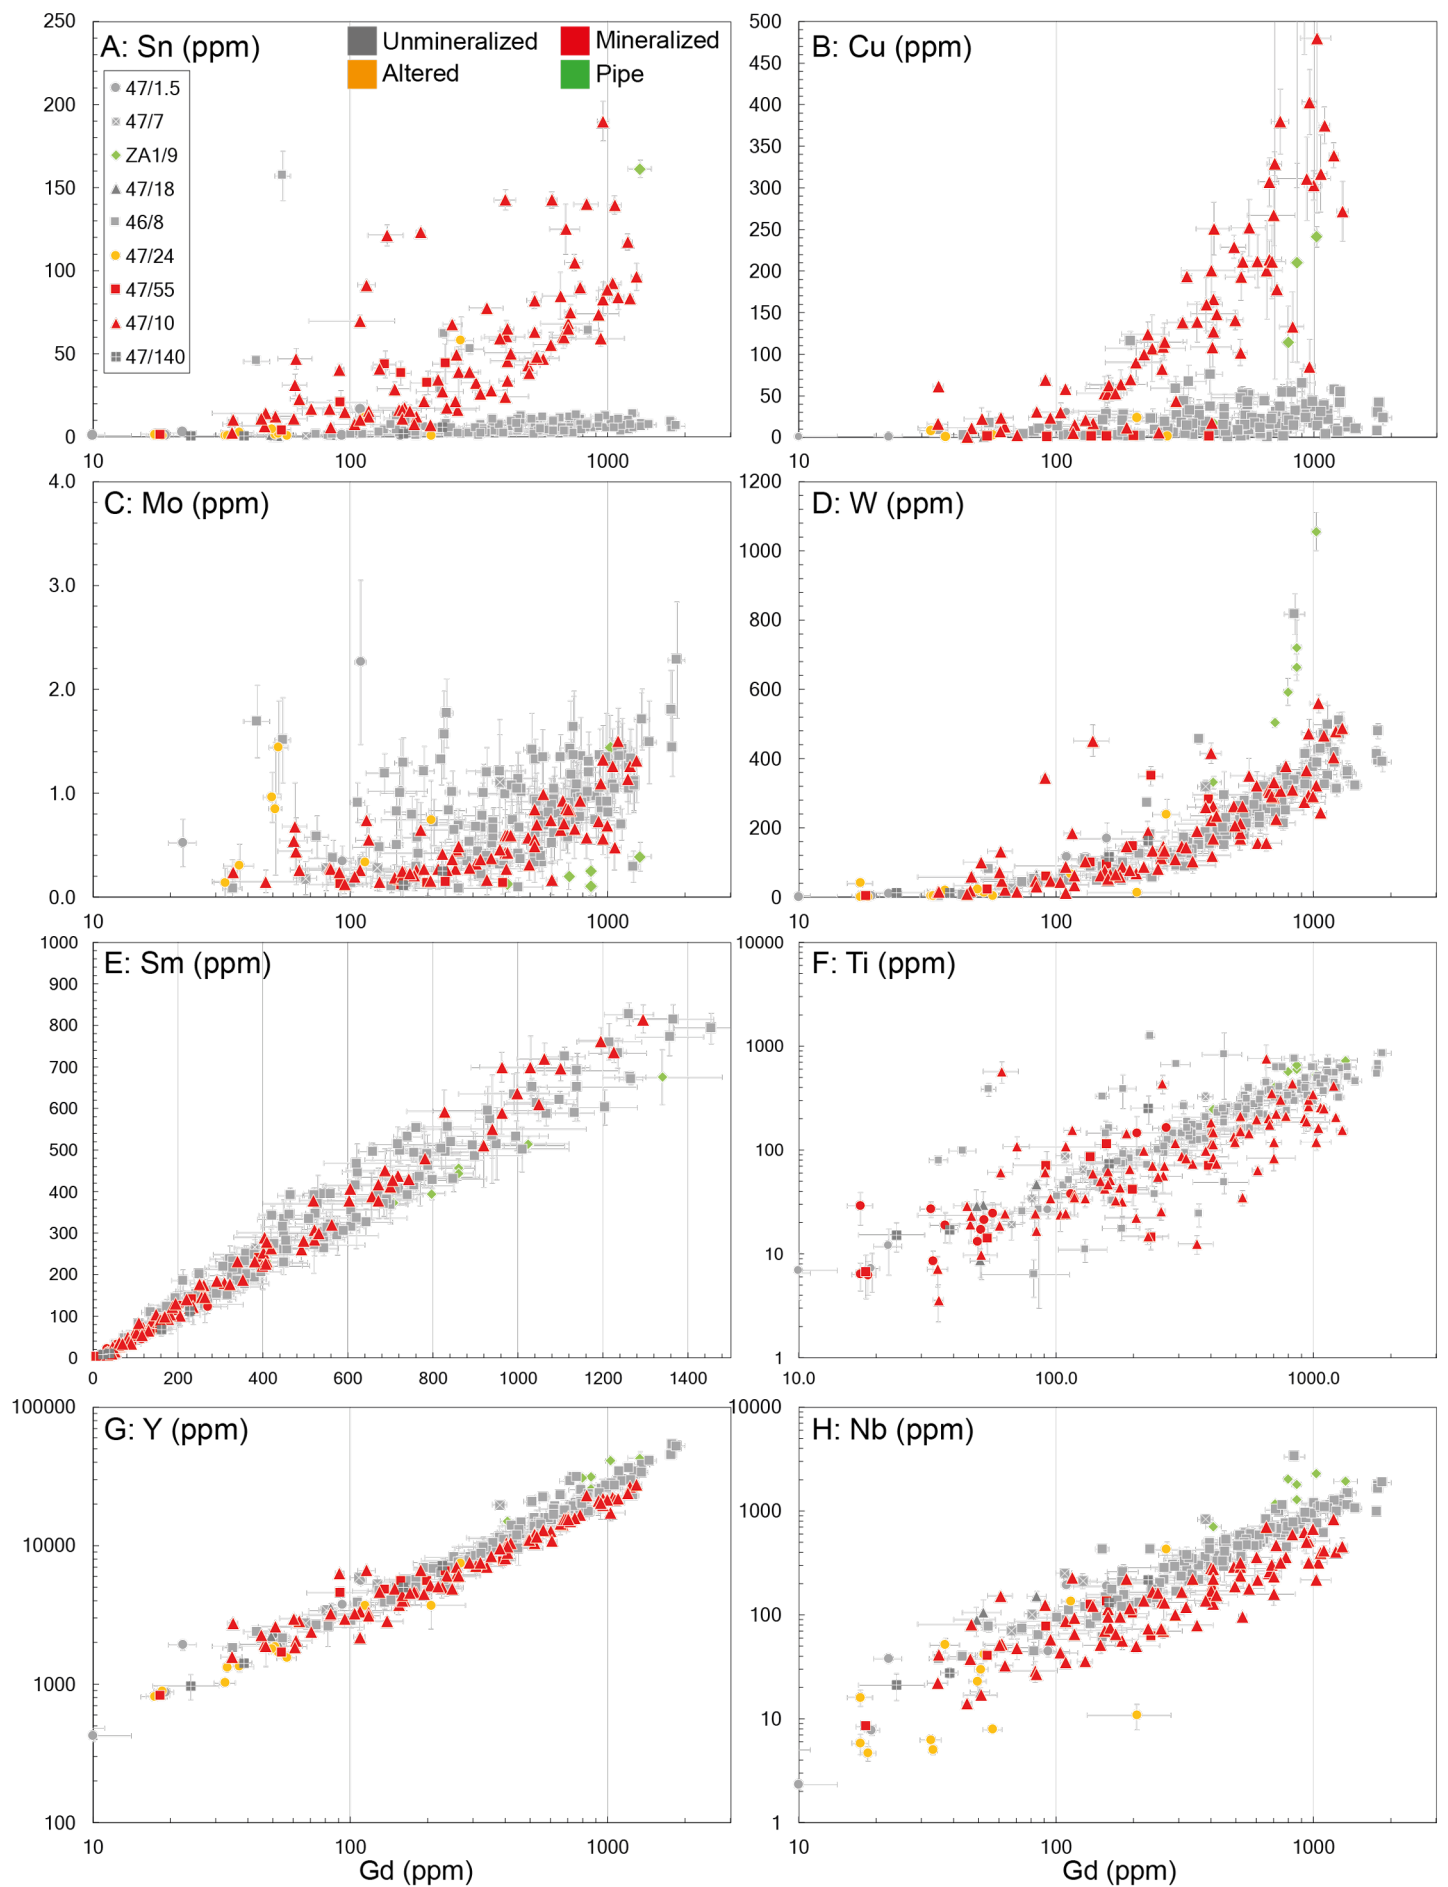 A: Sn (ppm)
Unmineralized
Mineralized
Altered
Pipe
47/1.5
47/7
ZA1/9
47/18
46/8
47/24
47/55
47/10
47/140
250
200
150
100
50
0
10 100 1000
B: Cu (ppm)
500
450
400
350
300
250
200
150
100
50
0
10 100 1000
C: Mo (ppm)
4.0
3.0
2.0
1.0
0.0
10 100 1000
D: W (ppm)
1200
1000
800
600
400
200
0
10 100 1000
E: Sm (ppm)
1000
900
800
700
600
500
400
300
200
100
0
0 200 400 600 800 1000 1200 1400
F: Ti (ppm)
10000
1000
100
10
1
10.0 100.0 1000.0
G: Y (ppm)
100000
10000
1000
100
10 100 1000
Gd (ppm)
H: Nb (ppm)
10000
1000
100
10
1
10 100 1000
Gd (ppm)